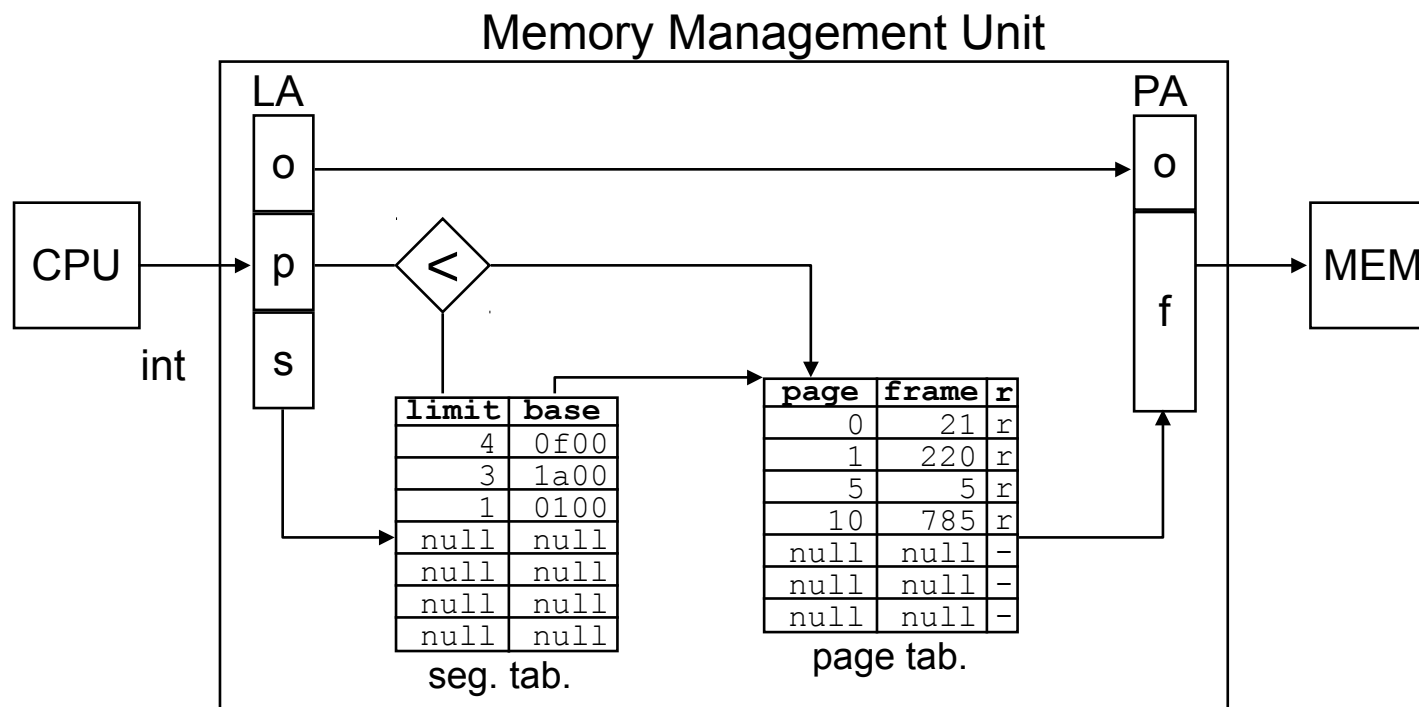 Memory Management Unit
LA
PA
o
o
CPU
p
<
MEM
f
int
s
limit base
4 0f00
3 1a00
1 0100
null null
null null
null null
null null
seg. tab.
page frame r
0 21 r
1 220 r
5 5 r
10 785 r
null null -
null null -
null null -
page tab.